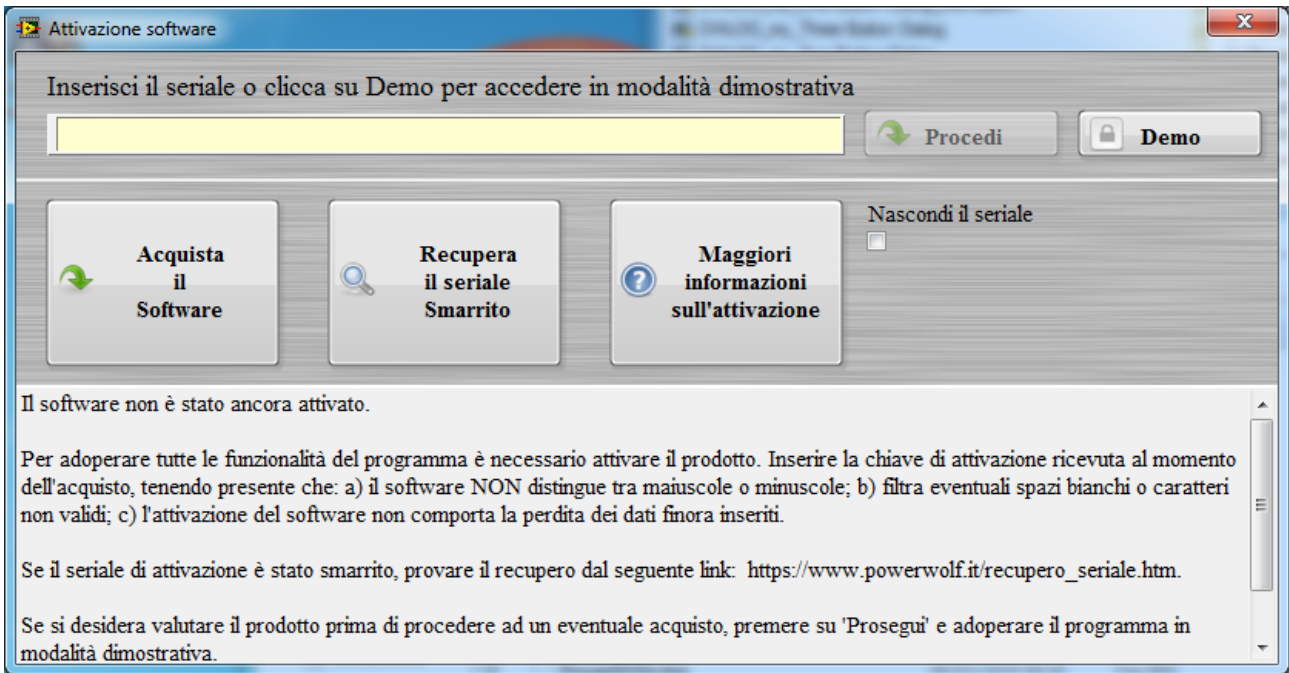 Attivazione software
Inserisci il seriale o clicca su Demo per accedere in modalità dimostrativa
Procedi
Demo
Acquista
il
Software
Recupera
il seriale
Smarrito
Maggiori
informazioni
sull'attivazione
Nascondi il seriale
Il software non è stato ancora attivato.
Per adoperare tutte le funzionalità del programma è necessario attivare il prodotto. Inserire la chiave di attivazione ricevuta al momento
dell'acquisto, tenendo presente che: a) il software NON distingue tra maiuscole o minuscole; b) filtra eventuali spazi bianchi o caratteri
non validi; c) l'attivazione del software non comporta la perdita dei dati finora inseriti.
Se il seriale di attivazione è stato smarrito, provare il recupero dal seguente link:  https://www.powerwolf.it/recupero_seriale.htm.
Se si desidera valutare il prodotto prima di procedere ad un eventuale acquisto, premere su 'Prosegui' e adoperare il programma in
modalità dimostrativa.